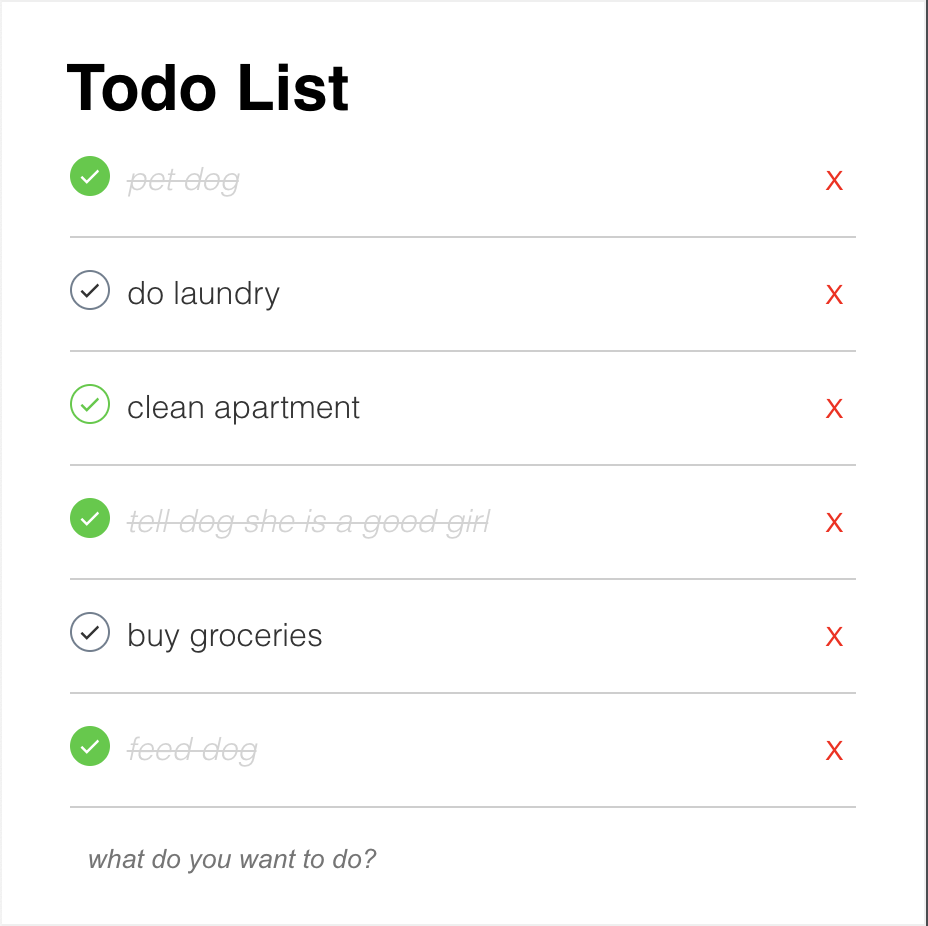 Todo List
pet dog X
do laundry X
clean apartment X
tell dog she is a good girl X
buy groceries X
feed dog X
what do you want to do?